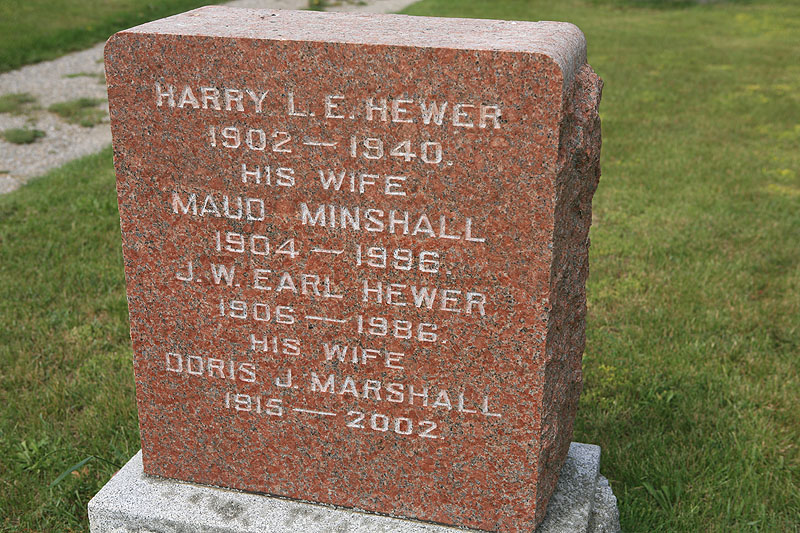 HARRY L. E. HEWER
1902 — 1940.
HIS WIFE
MAUD MINSHALL
1904 — 1996.
J. W. EARL HEWER
1906 — 1986.
HIS WIFE
DORIS J. MARSHALL
1915 — 2002.